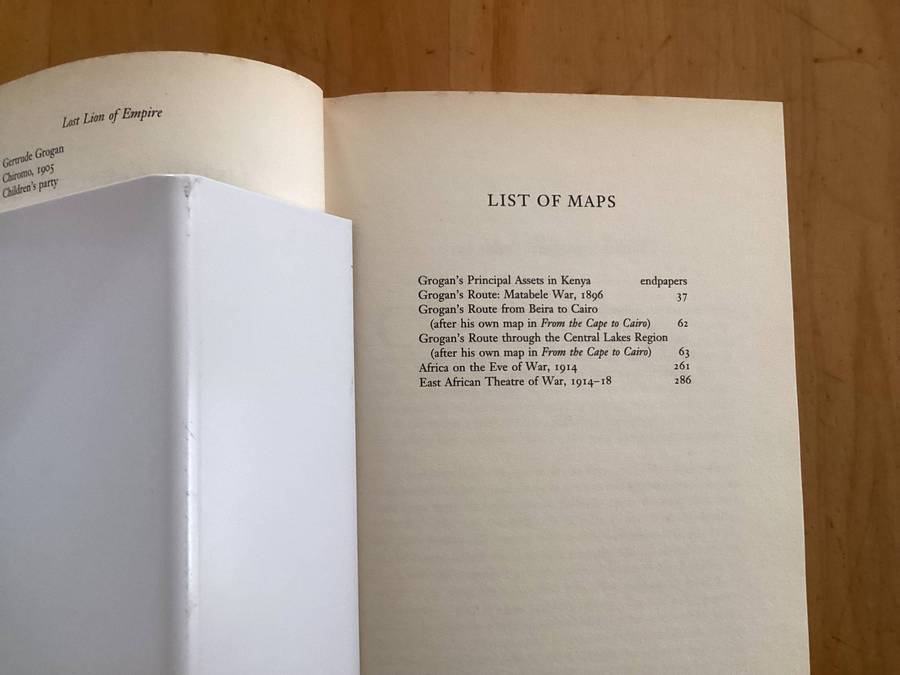 Lost Lion of Empire
Gertrude Grogan
Chiromo, 1905
Children's party
LIST OF MAPS
Grogan's Principal Assets in Kenya endpapers
Grogan's Route: Matabele War, 1896 37
Grogan's Route from Beira to Cairo
(after his own map in From the Cape to Cairo) 62
Grogan's Route through the Central Lakes Region
(after his own map in From the Cape to Cairo) 63
Africa on the Eve of War, 1914 261
East African Theatre of War, 1914–18 286